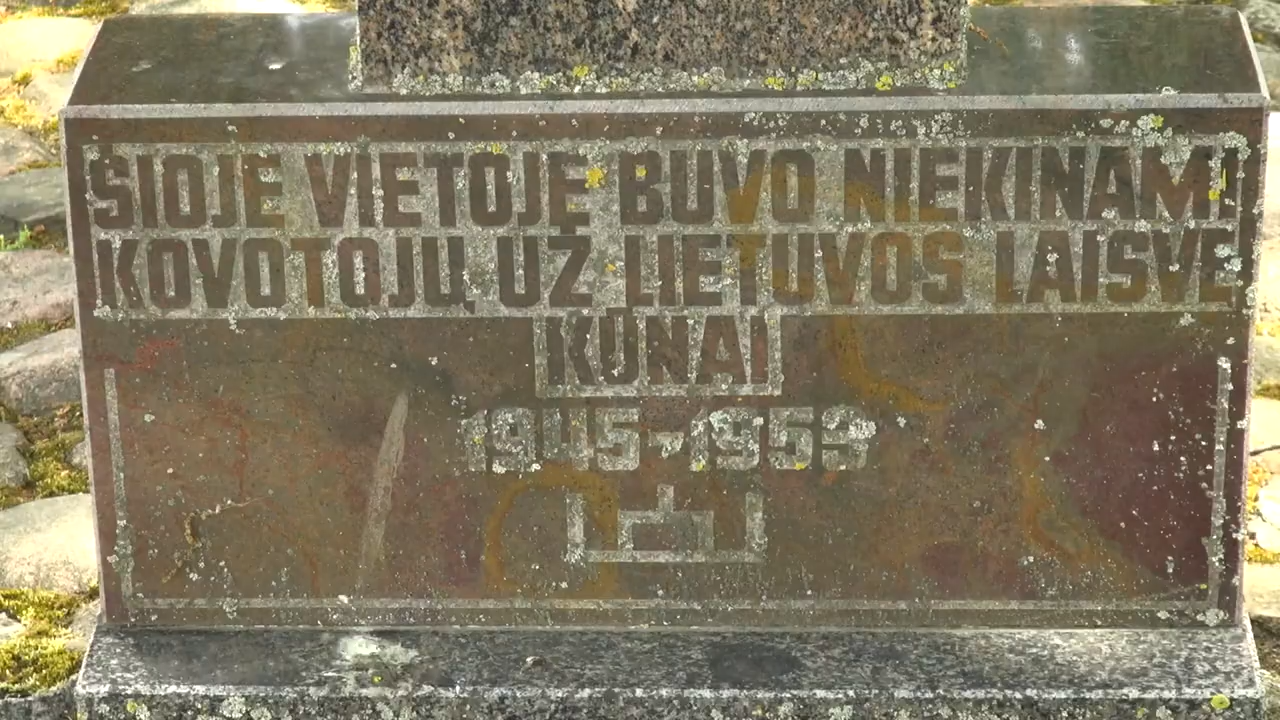 ŠIOJE VIETOJE BUVO NIEKINAMI
KOVOTOJŲ UŽ LIETUVOS LAISVĘ
KŪNAI
1945-1953